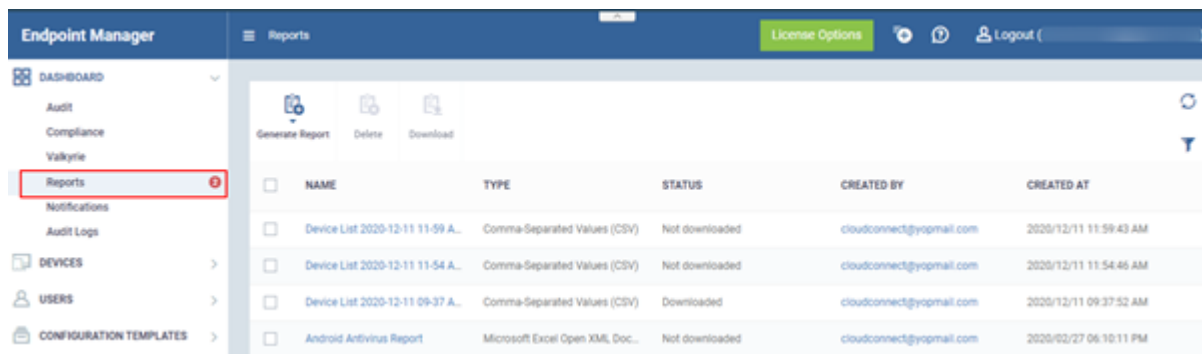 Endpoint Manager
Reports
License Options
Logout (
DASHBOARD
Audit
Compliance
Valkyrie
Reports
Notifications
Audit Logs
DEVICES
USERS
CONFIGURATION TEMPLATES
Generate Report Delete Download
NAME TYPE STATUS CREATED BY CREATED AT
Device List 2020-12-11 11-59 A... Comma-Separated Values (CSV) Not downloaded cloudconnect@yopmail.com 2020/12/11 11:59:43 AM
Device List 2020-12-11 11-54 A... Comma-Separated Values (CSV) Not downloaded cloudconnect@yopmail.com 2020/12/11 11:54:46 AM
Device List 2020-12-11 09-37 A... Comma-Separated Values (CSV) Downloaded cloudconnect@yopmail.com 2020/12/11 09:37:52 AM
Android Antivirus Report Microsoft Excel Open XML Doc... Not downloaded cloudconnect@yopmail.com 2020/02/27 06:10:11 PM